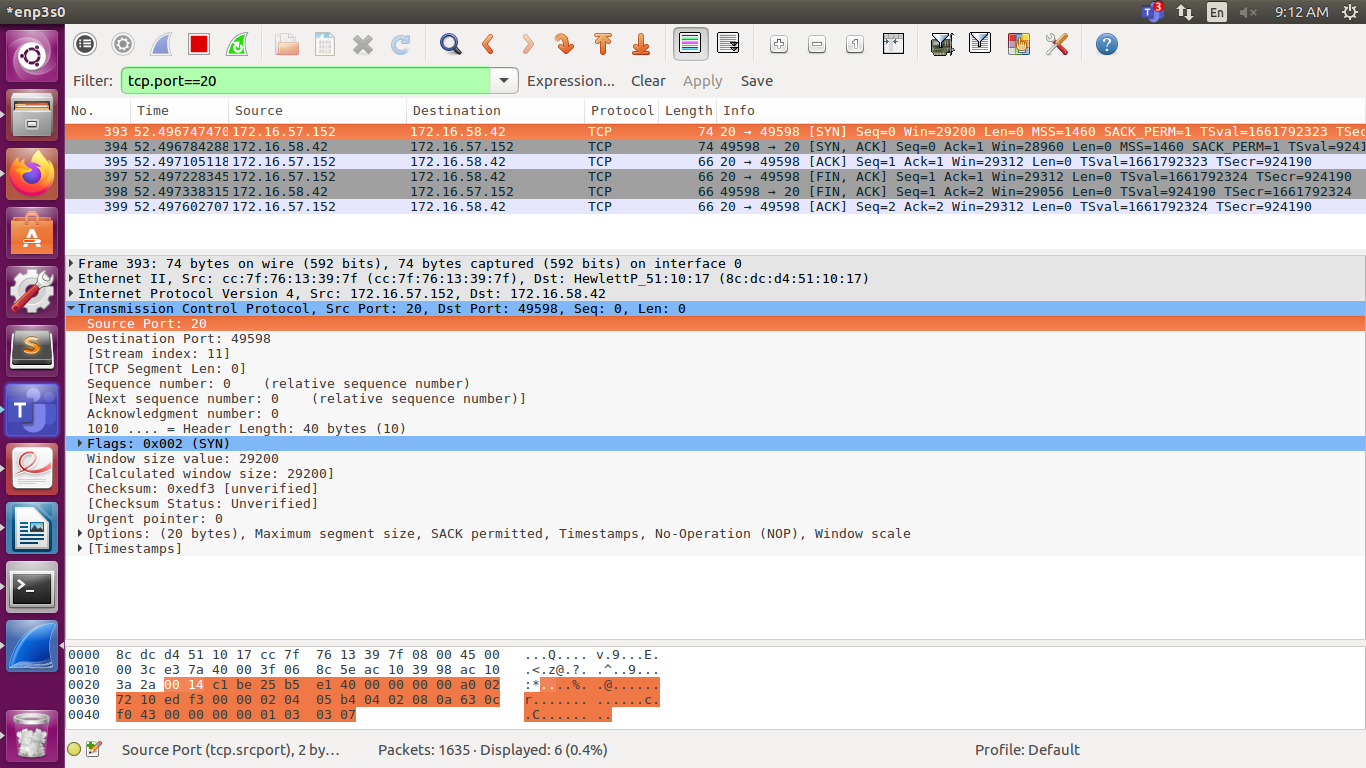 *enp3s0
3
En
9:12 AM
Filter: tcp.port==20 Expression... Clear Apply Save
No. Time Source Destination Protocol Length Info
393 52.496747470 172.16.57.152 172.16.58.42 TCP 74 20 → 49598 [SYN] Seq=0 Win=29200 Len=0 MSS=1460 SACK_PERM=1 TSval=1661792323 TSec
394 52.496784288 172.16.58.42 172.16.57.152 TCP 74 49598 → 20 [SYN, ACK] Seq=0 Ack=1 Win=28960 Len=0 MSS=1460 SACK_PERM=1 TSval=9241
395 52.497105118 172.16.57.152 172.16.58.42 TCP 66 20 → 49598 [ACK] Seq=1 Ack=1 Win=29312 Len=0 TSval=1661792323 TSecr=924190
397 52.497228345 172.16.57.152 172.16.58.42 TCP 66 20 → 49598 [FIN, ACK] Seq=1 Ack=1 Win=29312 Len=0 TSval=1661792324 TSecr=924190
398 52.497338315 172.16.58.42 172.16.57.152 TCP 66 49598 → 20 [FIN, ACK] Seq=1 Ack=2 Win=29056 Len=0 TSval=924190 TSecr=1661792324
399 52.497602707 172.16.57.152 172.16.58.42 TCP 66 20 → 49598 [ACK] Seq=2 Ack=2 Win=29312 Len=0 TSval=1661792324 TSecr=924190
Frame 393: 74 bytes on wire (592 bits), 74 bytes captured (592 bits) on interface 0
Ethernet II, Src: cc:7f:76:13:39:7f (cc:7f:76:13:39:7f), Dst: HewlettP_51:10:17 (8c:dc:d4:51:10:17)
Internet Protocol Version 4, Src: 172.16.57.152, Dst: 172.16.58.42
Transmission Control Protocol, Src Port: 20, Dst Port: 49598, Seq: 0, Len: 0
Source Port: 20
Destination Port: 49598
[Stream index: 11]
[TCP Segment Len: 0]
Sequence number: 0 (relative sequence number)
[Next sequence number: 0 (relative sequence number)]
Acknowledgment number: 0
1010 .... = Header Length: 40 bytes (10)
Flags: 0x002 (SYN)
Window size value: 29200
[Calculated window size: 29200]
Checksum: 0xedf3 [unverified]
[Checksum Status: Unverified]
Urgent pointer: 0
Options: (20 bytes), Maximum segment size, SACK permitted, Timestamps, No-Operation (NOP), Window scale
[Timestamps]
0000 8c dc d4 51 10 17 cc 7f 76 13 39 7f 08 00 45 00 ...Q.... v.9...E.
0010 00 3c e3 7a 40 00 3f 06 8c 5e ac 10 39 98 ac 10 .<.z@.?. .^..9...
0020 3a 2a 00 14 c1 be 25 b5 e1 40 00 00 00 00 a0 02 :*....%. .@......
0030 72 10 ed f3 00 00 02 04 05 b4 04 02 08 0a 63 0c r....... ......c.
0040 f0 43 00 00 00 00 01 03 03 07 .C...... ..
Source Port (tcp.srcport), 2 by... Packets: 1635 · Displayed: 6 (0.4%) Profile: Default